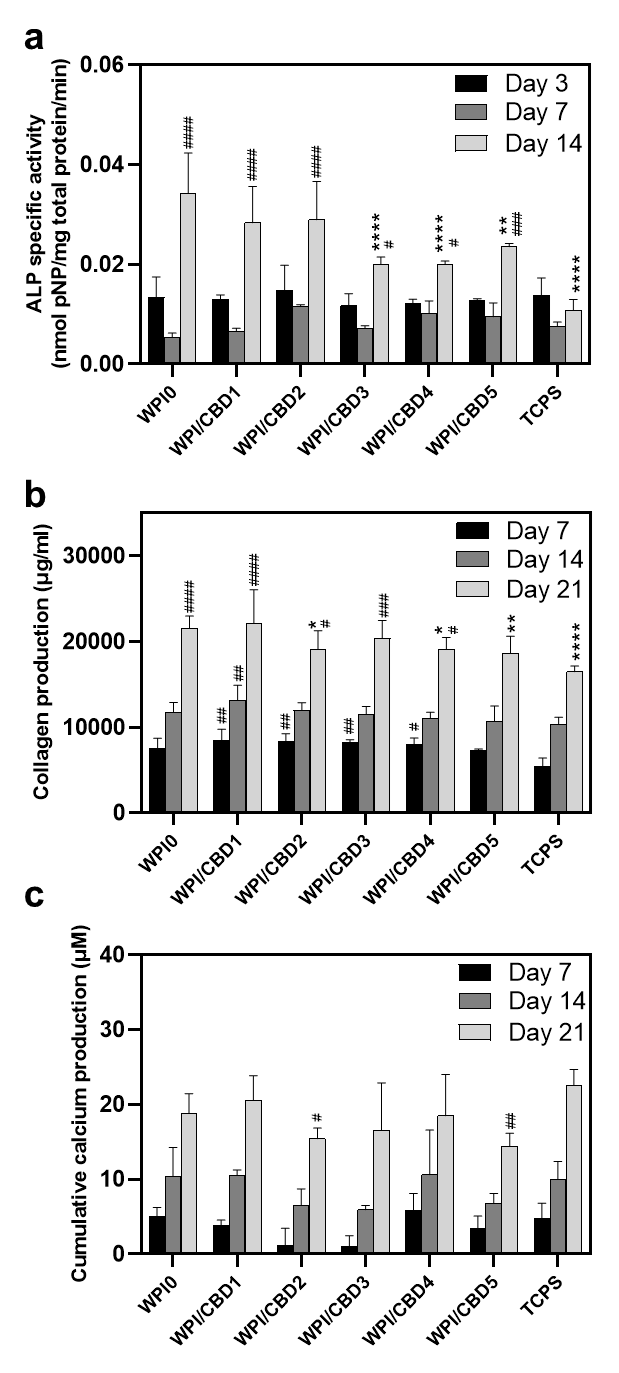 a
ALP specific activity
(nmol pNP/mg total protein/min)
0.06
0.04
0.02
0.00
Day 3
Day 7
Day 14
####
####
####
****
#
****
#
**
###
****
WPI0
WPI/CBD1
WPI/CBD2
WPI/CBD3
WPI/CBD4
WPI/CBD5
TCPS
b
Collagen production (µg/ml)
30000
20000
10000
0
Day 7
Day 14
Day 21
####
##
##
####
##
*
#
##
###
#
*
#
**
****
WPI0
WPI/CBD1
WPI/CBD2
WPI/CBD3
WPI/CBD4
WPI/CBD5
TCPS
c
Cumulative calcium production (µM)
40
30
20
10
0
Day 7
Day 14
Day 21
#
##
WPI0
WPI/CBD1
WPI/CBD2
WPI/CBD3
WPI/CBD4
WPI/CBD5
TCPS